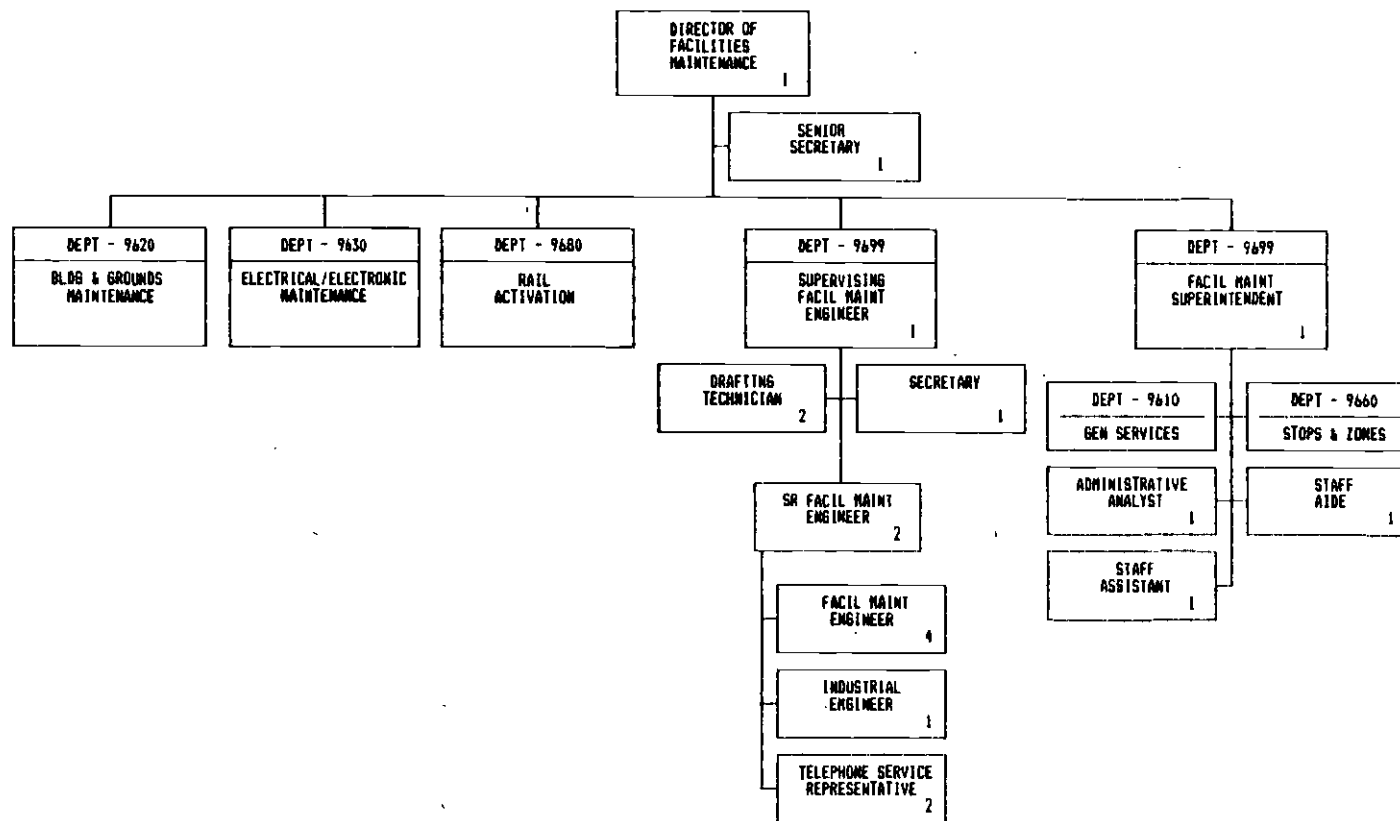 DIRECTOR OF
FACILITIES
MAINTENANCE
1
SENIOR
SECRETARY
1
DEPT - 9620
BLDG & GROUNDS
MAINTENANCE
DEPT - 9630
ELECTRICAL/ELECTRONIC
MAINTENANCE
DEPT - 9680
RAIL
ACTIVATION
DEPT - 9699
SUPERVISING
FACIL MAINT
ENGINEER
1
DEPT - 9699
FACIL MAINT
SUPERINTENDENT
1
DRAFTING
TECHNICIAN
2
SECRETARY
1
DEPT - 9610
GEN SERVICES
DEPT - 9660
STOPS & ZONES
SR FACIL MAINT
ENGINEER
2
ADMINISTRATIVE
ANALYST
1
STAFF
AIDE
1
STAFF
ASSISTANT
1
FACIL MAINT
ENGINEER
4
INDUSTRIAL
ENGINEER
1
TELEPHONE SERVICE
REPRESENTATIVE
2